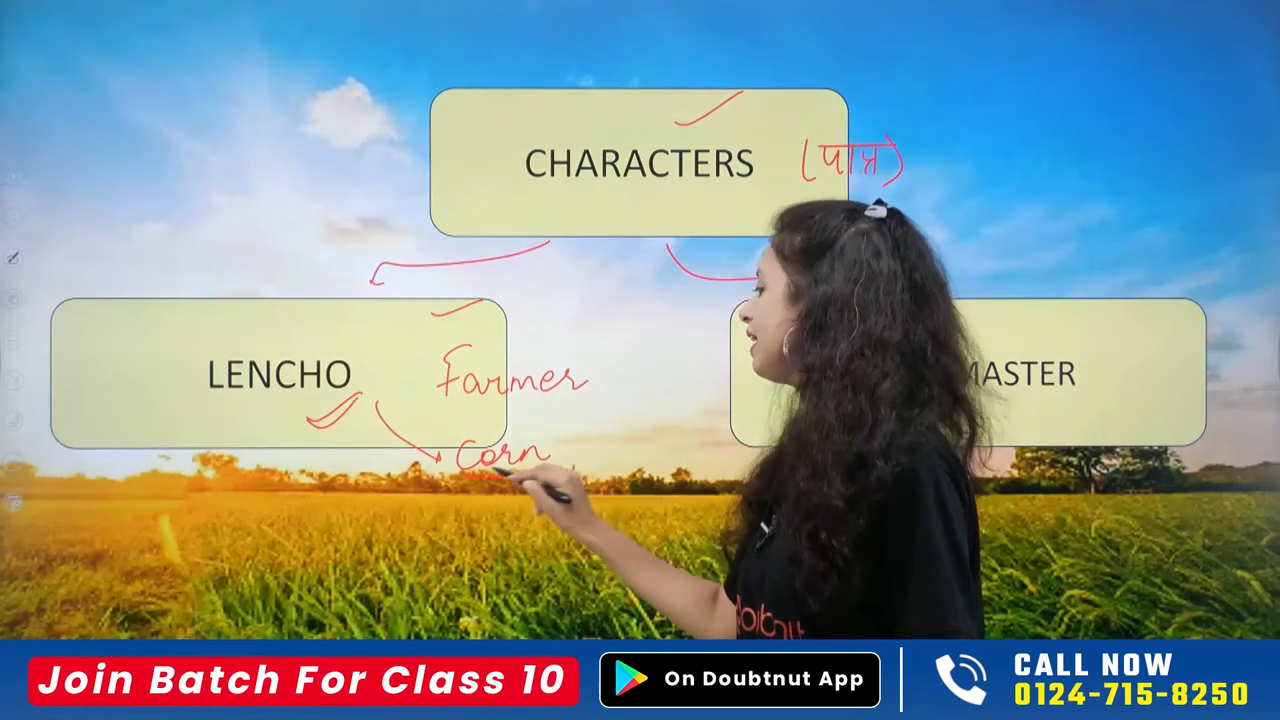 CHARACTERS (पात्र)
LENCHO
Farmer
Corn
MASTER
Join Batch For Class 10
On Doubtnut App
CALL NOW
0124-715-8250